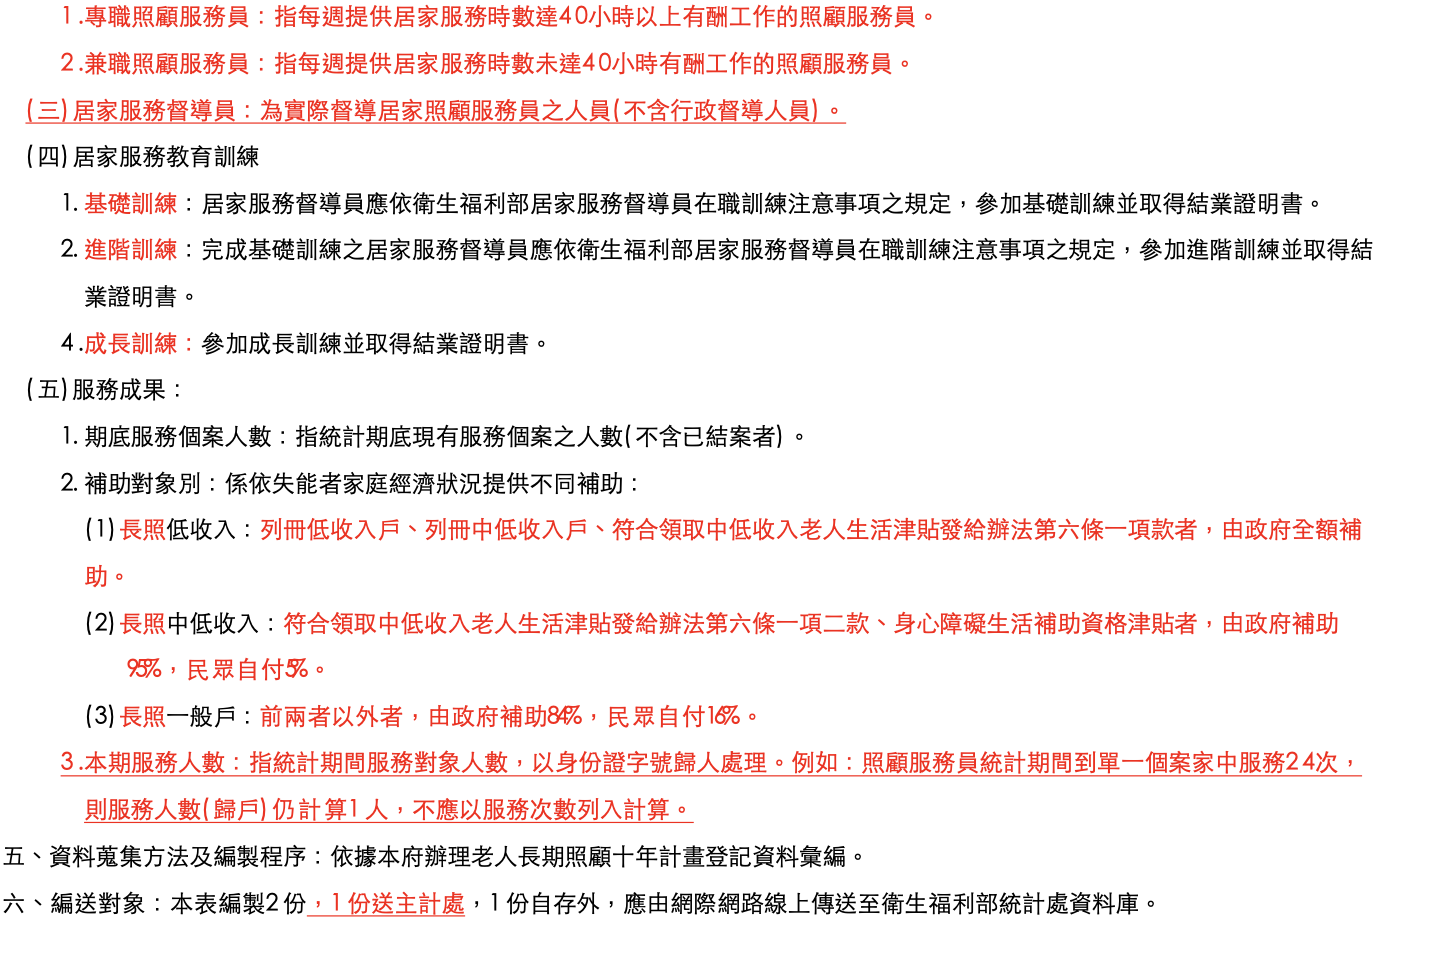 1.專職照顧服務員：指每週提供居家服務時數達40小時以上有酬工作的照顧服務員。
2.兼職照顧服務員：指每週提供居家服務時數未達40小時有酬工作的照顧服務員。
(三)居家服務督導員：為實際督導居家照顧服務員之人員(不含行政督導人員)。
(四)居家服務教育訓練
1. 基礎訓練：居家服務督導員應依衛生福利部居家服務督導員在職訓練注意事項之規定，參加基礎訓練並取得結業證明書。
2. 進階訓練：完成基礎訓練之居家服務督導員應依衛生福利部居家服務督導員在職訓練注意事項之規定，參加進階訓練並取得結
業證明書。
4.成長訓練：參加成長訓練並取得結業證明書。
(五)服務成果：
1. 期底服務個案人數：指統計期底現有服務個案之人數(不含已結案者)。
2. 補助對象別：係依失能者家庭經濟狀況提供不同補助：
(1)長照低收入：列冊低收入戶、列冊中低收入戶、符合領取中低收入老人生活津貼發給辦法第六條一項款者，由政府全額補
助。
(2)長照中低收入：符合領取中低收入老人生活津貼發給辦法第六條一項二款、身心障礙生活補助資格津貼者，由政府補助
95%，民眾自付5%。
(3)長照一般戶：前兩者以外者，由政府補助84%，民眾自付16%。
3.本期服務人數：指統計期間服務對象人數，以身份證字號歸人處理。例如：照顧服務員統計期間到單一個案家中服務24次，
則服務人數(歸戶)仍計算1人，不應以服務次數列入計算。
五、資料蒐集方法及編製程序：依據本府辦理老人長期照顧十年計畫登記資料彙編。
六、編送對象：本表編製2份，1份送主計處，1份自存外，應由網際網路線上傳送至衛生福利部統計處資料庫。